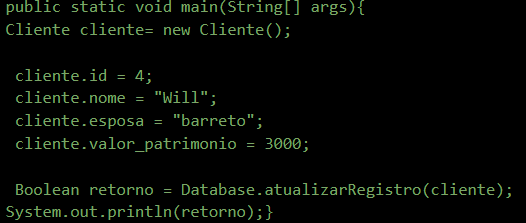 public static void main(String[] args){
Cliente cliente= new Cliente();
cliente.id = 4;
cliente.nome = "Will";
cliente.esposa = "barreto";
cliente.valor_patrimonio = 3000;
Boolean retorno = Database.atualizarRegistro(cliente);
System.out.println(retorno);}